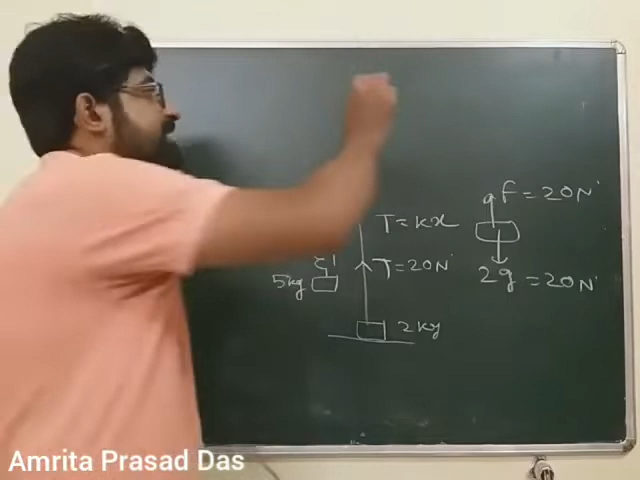 F = 20N
T = kx
T = 20N
5kg
2g = 20N
2kg
Amrita Prasad Das